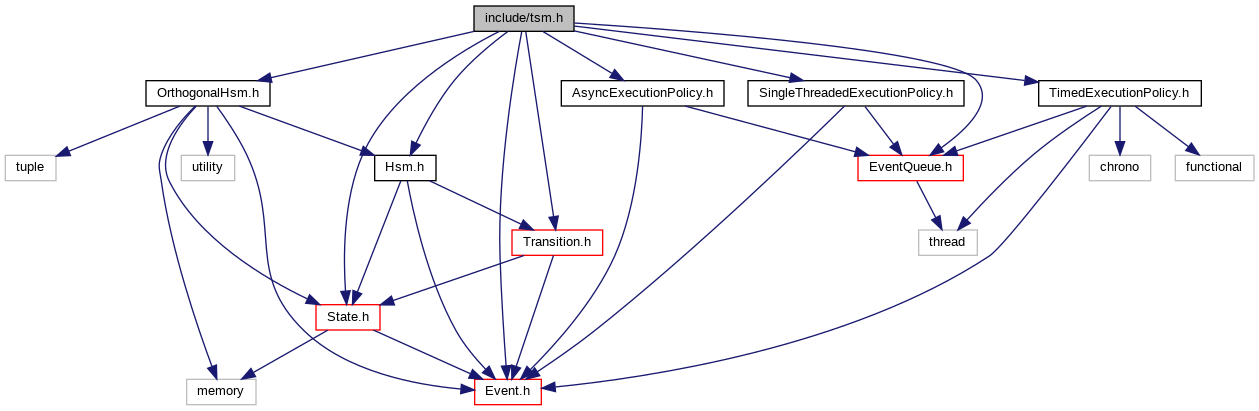 include/tsm.h
OrthogonalHsm.h
AsyncExecutionPolicy.h
SingleThreadedExecutionPolicy.h
TimedExecutionPolicy.h
tuple
utility
Hsm.h
EventQueue.h
chrono
functional
Transition.h
thread
State.h
memory
Event.h